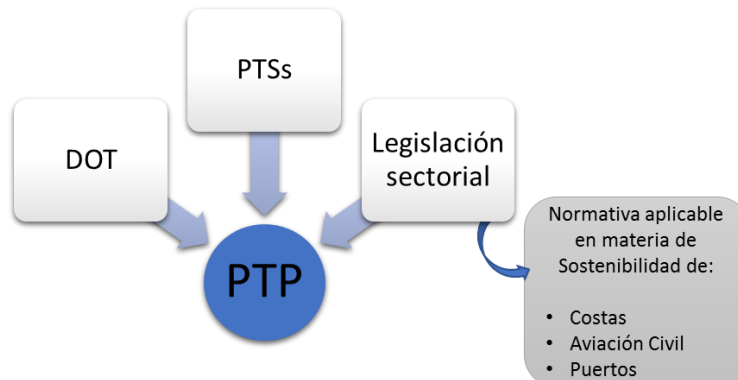 PTSs
DOT
Legislación
sectorial
PTP
Normativa aplicable
en materia de
Sostenibilidad de:
• Costas
• Aviación Civil
• Puertos